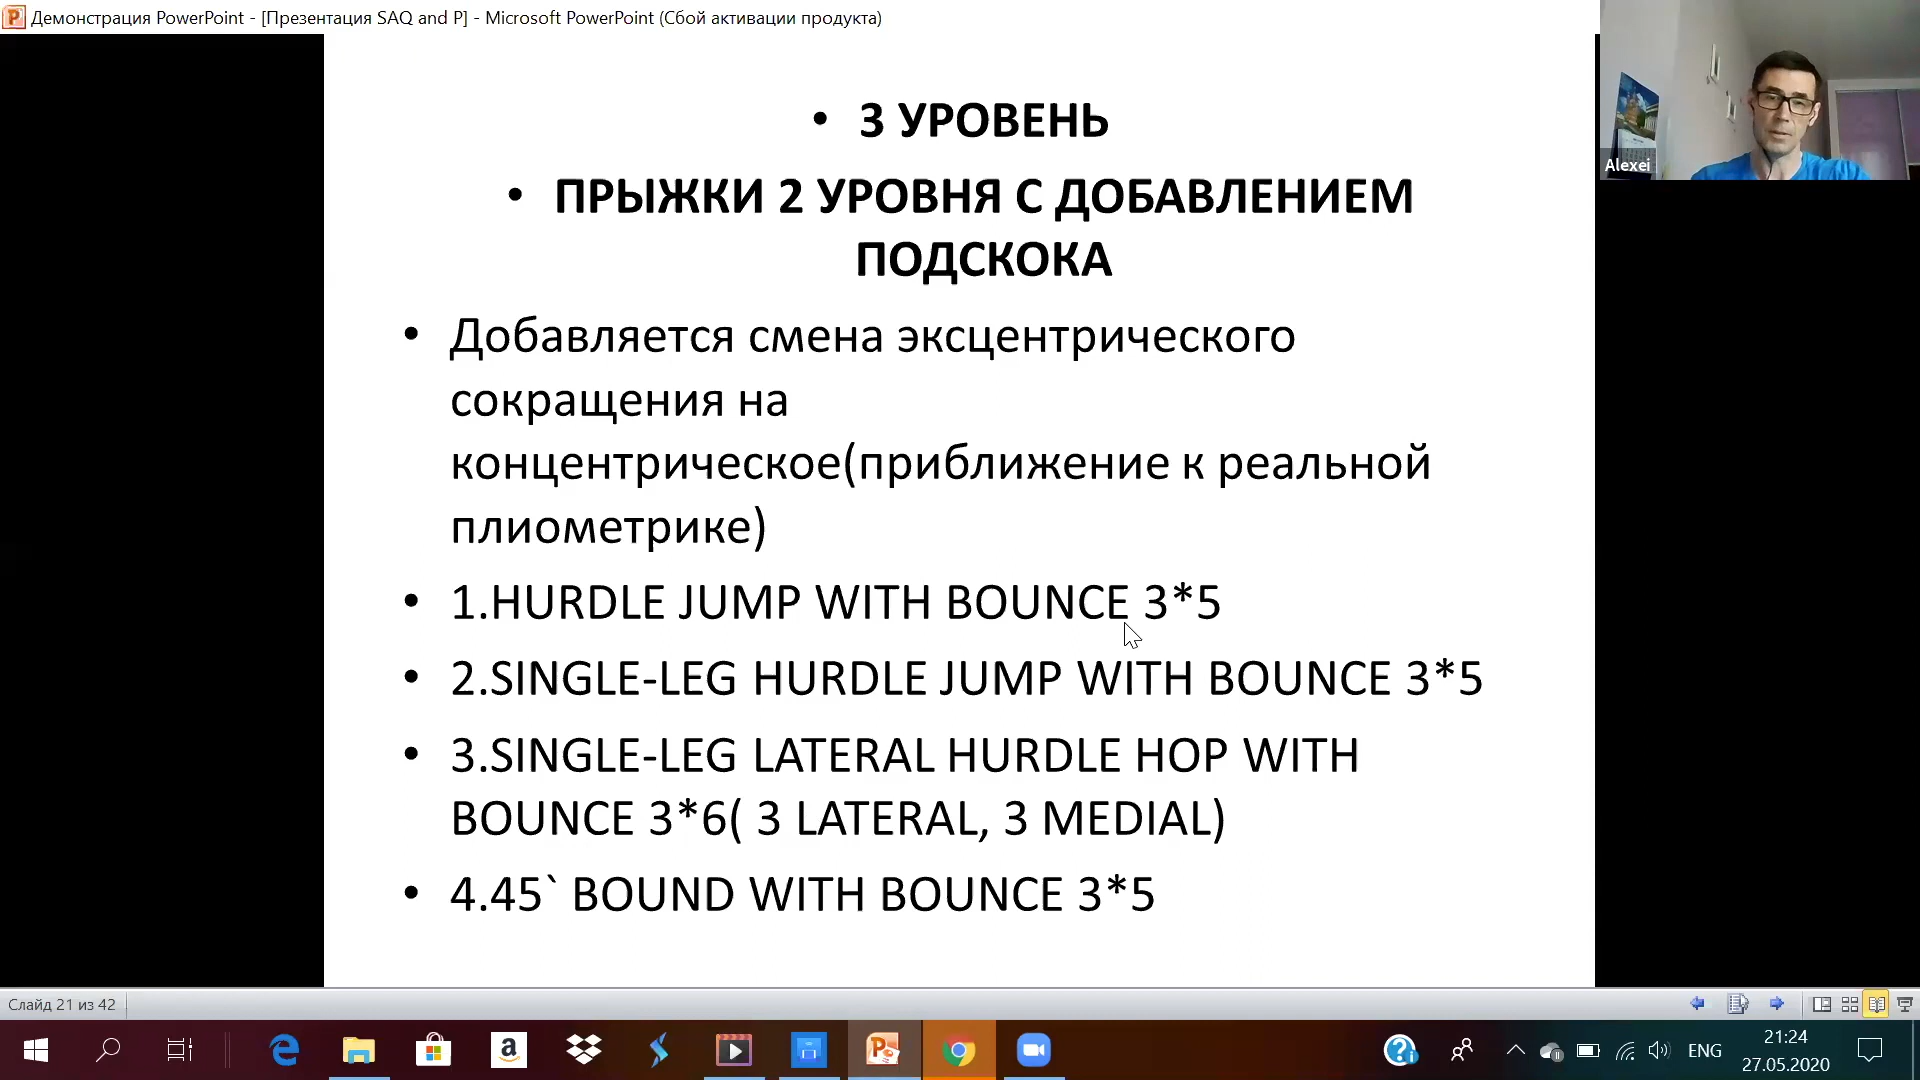 Демонстрация PowerPoint - [Презентация SAQ and P] - Microsoft PowerPoint (Сбой активации продукта)
Alexei
• 3 УРОВЕНЬ
• ПРЫЖКИ 2 УРОВНЯ С ДОБАВЛЕНИЕМ
ПОДСКОКА
• Добавляется смена эксцентрического
сокращения на
концентрическое(приближение к реальной
плиометрике)
• 1.HURDLE JUMP WITH BOUNCE 3*5
• 2.SINGLE-LEG HURDLE JUMP WITH BOUNCE 3*5
• 3.SINGLE-LEG LATERAL HURDLE HOP WITH
BOUNCE 3*6( 3 LATERAL, 3 MEDIAL)
• 4.45` BOUND WITH BOUNCE 3*5
Слайд 21 из 42
ENG
21:24
27.05.2020